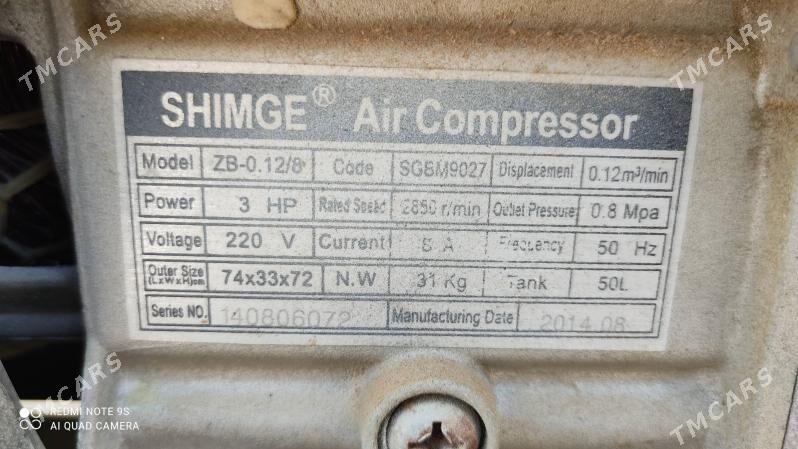 TMCARS TMCARS
SHIMGE® Air Compressor
Model ZB-0.12/8 Code SGBM9027 Displacement 0.12m³/min
Power 3 HP Rated Speed 2850 r/min Outlet Pressure 0.8 Mpa
Voltage 220 V Current 8 A Frequency 50 Hz
Outer Size (LxWxH)cm 74x33x72 N.W 31 Kg Tank 50L
Series NO. 140806072 Manufacturing Date 2014.08
TMCARS TMCARS
REDMI NOTE 9S
AI QUAD CAMERA